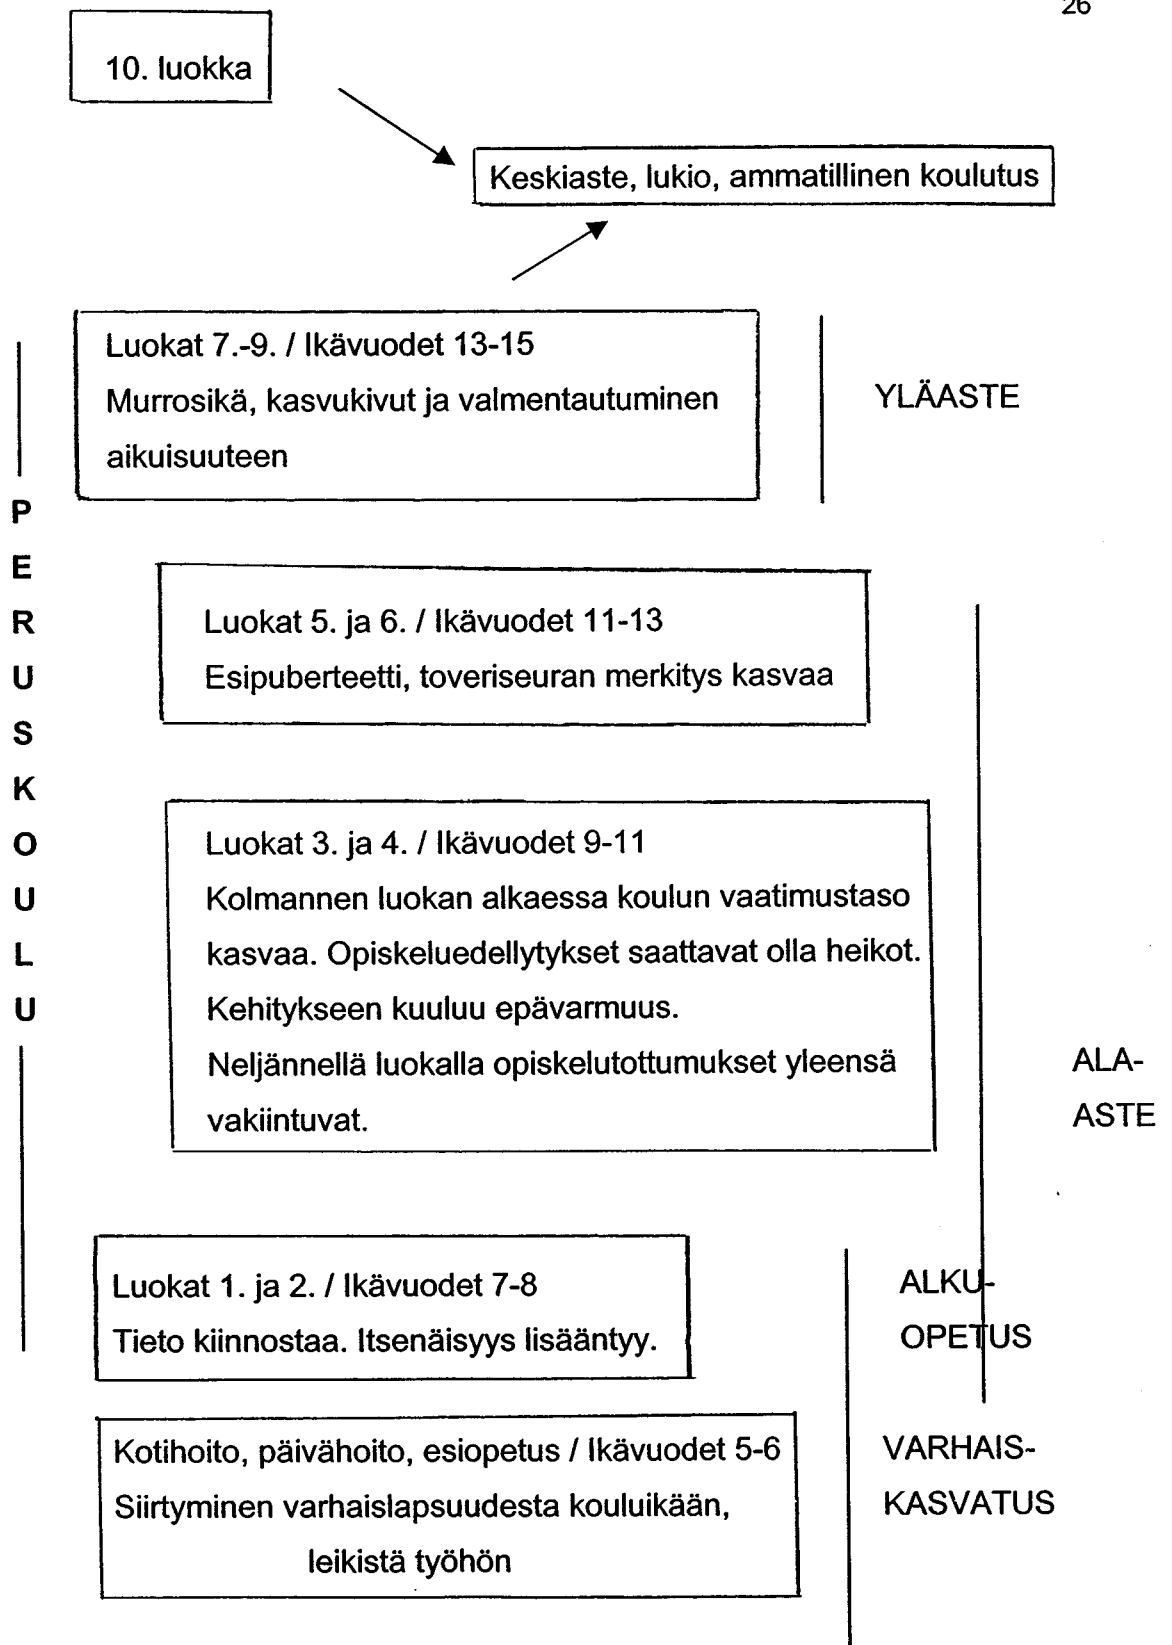 26
10. luokka
Keskiaste, lukio, ammatillinen koulutus
Luokat 7.-9. / Ikävuodet 13-15
Murrosikä, kasvukivut ja valmentautuminen
aikuisuuteen
YLÄASTE
P
E
R
U
S
K
O
U
L
U
Luokat 5. ja 6. / Ikävuodet 11-13
Esipuberteetti, toveriseuran merkitys kasvaa
Luokat 3. ja 4. / Ikävuodet 9-11
Kolmannen luokan alkaessa koulun vaatimustaso
kasvaa. Opiskeluedellytykset saattavat olla heikot.
Kehitykseen kuuluu epävarmuus.
Neljännellä luokalla opiskelutottumukset yleensä
vakiintuvat.
ALA-
ASTE
Luokat 1. ja 2. / Ikävuodet 7-8
Tieto kiinnostaa. Itsenäisyys lisääntyy.
ALKU-
OPETUS
Kotihoito, päivähoito, esiopetus / Ikävuodet 5-6
Siirtyminen varhaislapsuudesta kouluikään,
leikistä työhön
VARHAIS-
KASVATUS